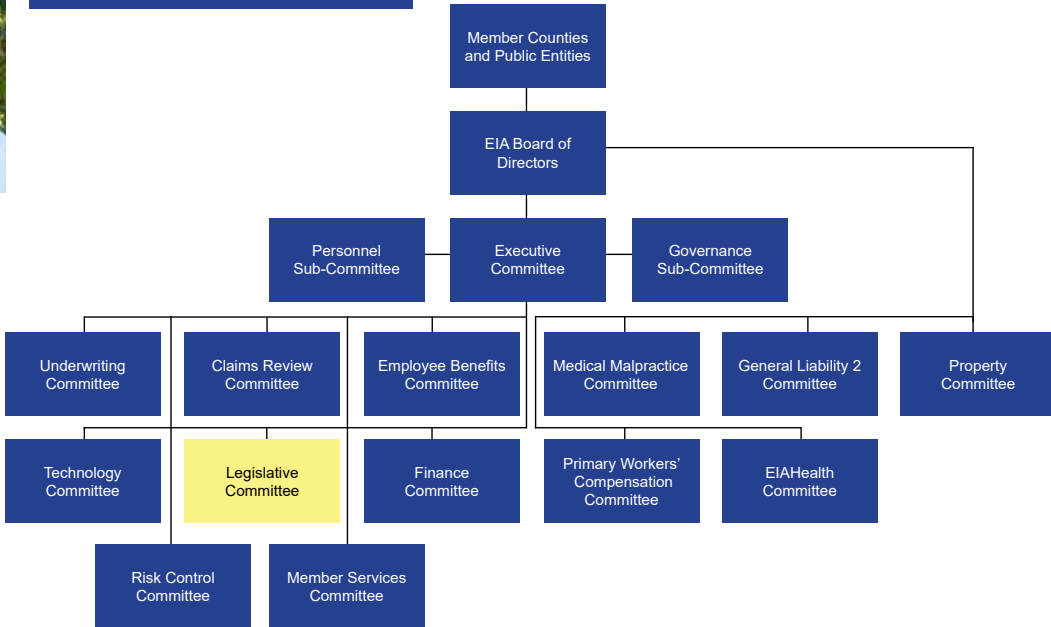 Member Counties
and Public Entities
EIA Board of
Directors
Personnel
Sub-Committee
Executive
Committee
Governance
Sub-Committee
Underwriting
Committee
Claims Review
Committee
Employee Benefits
Committee
Medical Malpractice
Committee
General Liability 2
Committee
Property
Committee
Technology
Committee
Legislative
Committee
Finance
Committee
Primary Workers'
Compensation
Committee
EIAHealth
Committee
Risk Control
Committee
Member Services
Committee